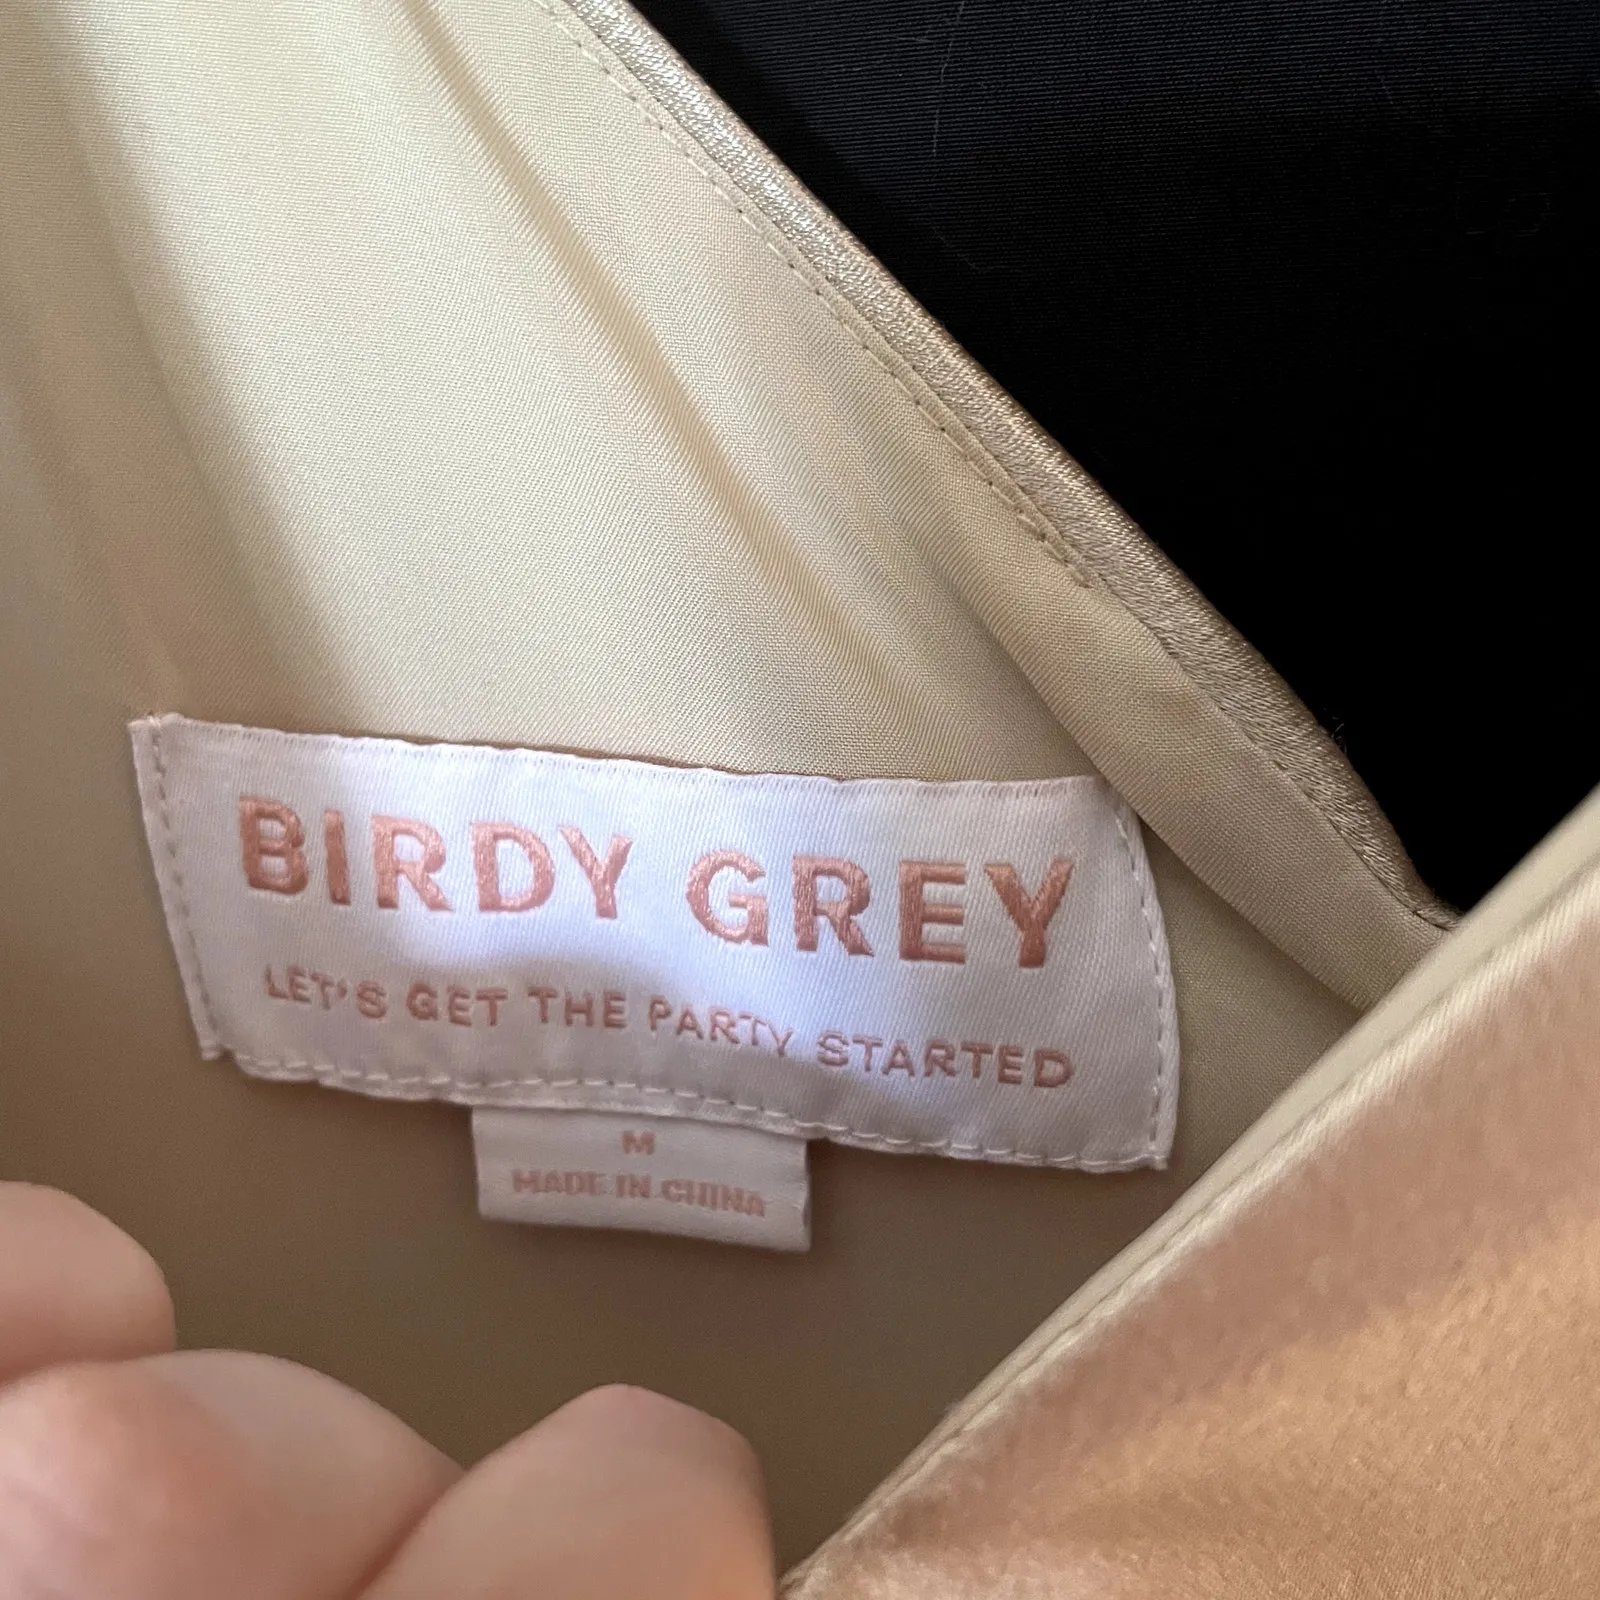 BIRDY GREY
LET'S GET THE PARTY STARTED
M
MADE IN CHINA